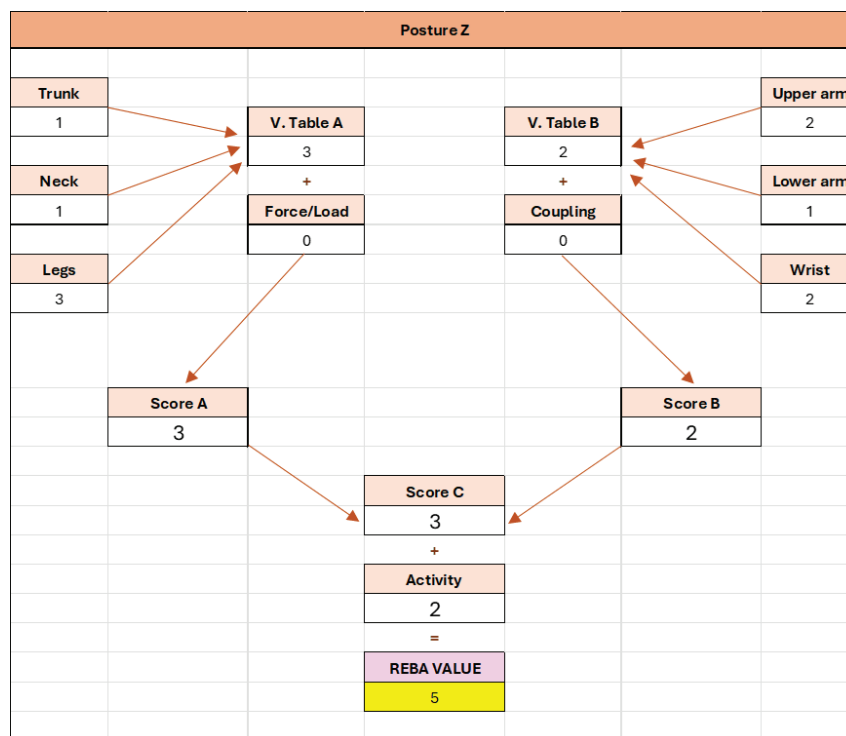 Posture Z
Trunk
1
Upper arm
2
V. Table A
3
V. Table B
2
Neck
1
+
+
Lower arm
1
Force/Load
0
Coupling
0
Legs
3
Wrist
2
Score A
3
Score B
2
Score C
3
+
Activity
2
=
REBA VALUE
5